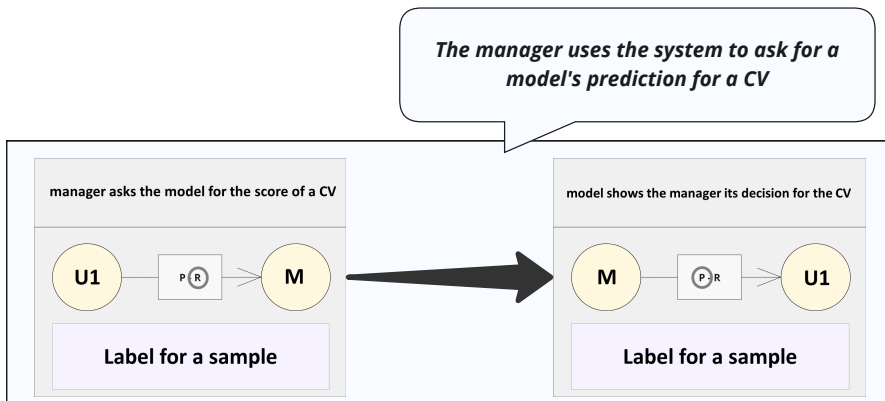 The manager uses the system to ask for a
model's prediction for a CV
manager asks the model for the score of a CV
U1
P - R
M
Label for a sample
model shows the manager its decision for the CV
M
P - R
U1
Label for a sample